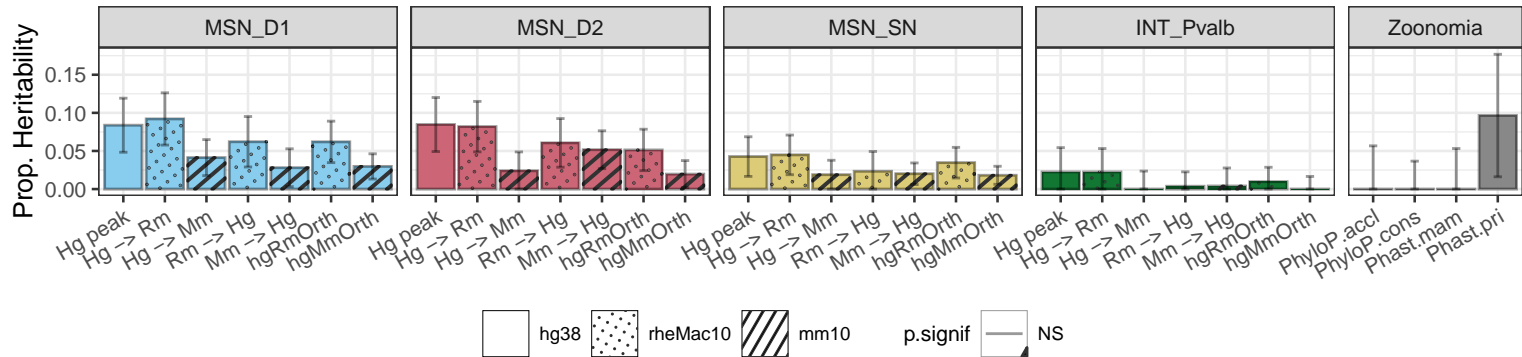 MSN_D1 MSN_D2 MSN_SN INT_Pvalb Zoonomia
Prop. Heritability
0.15
0.10
0.05
0.00
Hg peak Hg -> Rm Hg -> Mm Rm -> Hg Mm -> Hg hgRmOrth hgMmOrth Hg peak Hg -> Rm Hg -> Mm Rm -> Hg Mm -> Hg hgRmOrth hgMmOrth Hg peak Hg -> Rm Hg -> Mm Rm -> Hg Mm -> Hg hgRmOrth hgMmOrth Hg peak Hg -> Rm Hg -> Mm Rm -> Hg Mm -> Hg hgRmOrth hgMmOrth PhyloP.accl PhyloP.cons Phast.mam Phast.pri
hg38 rheMac10 mm10 p.signif NS